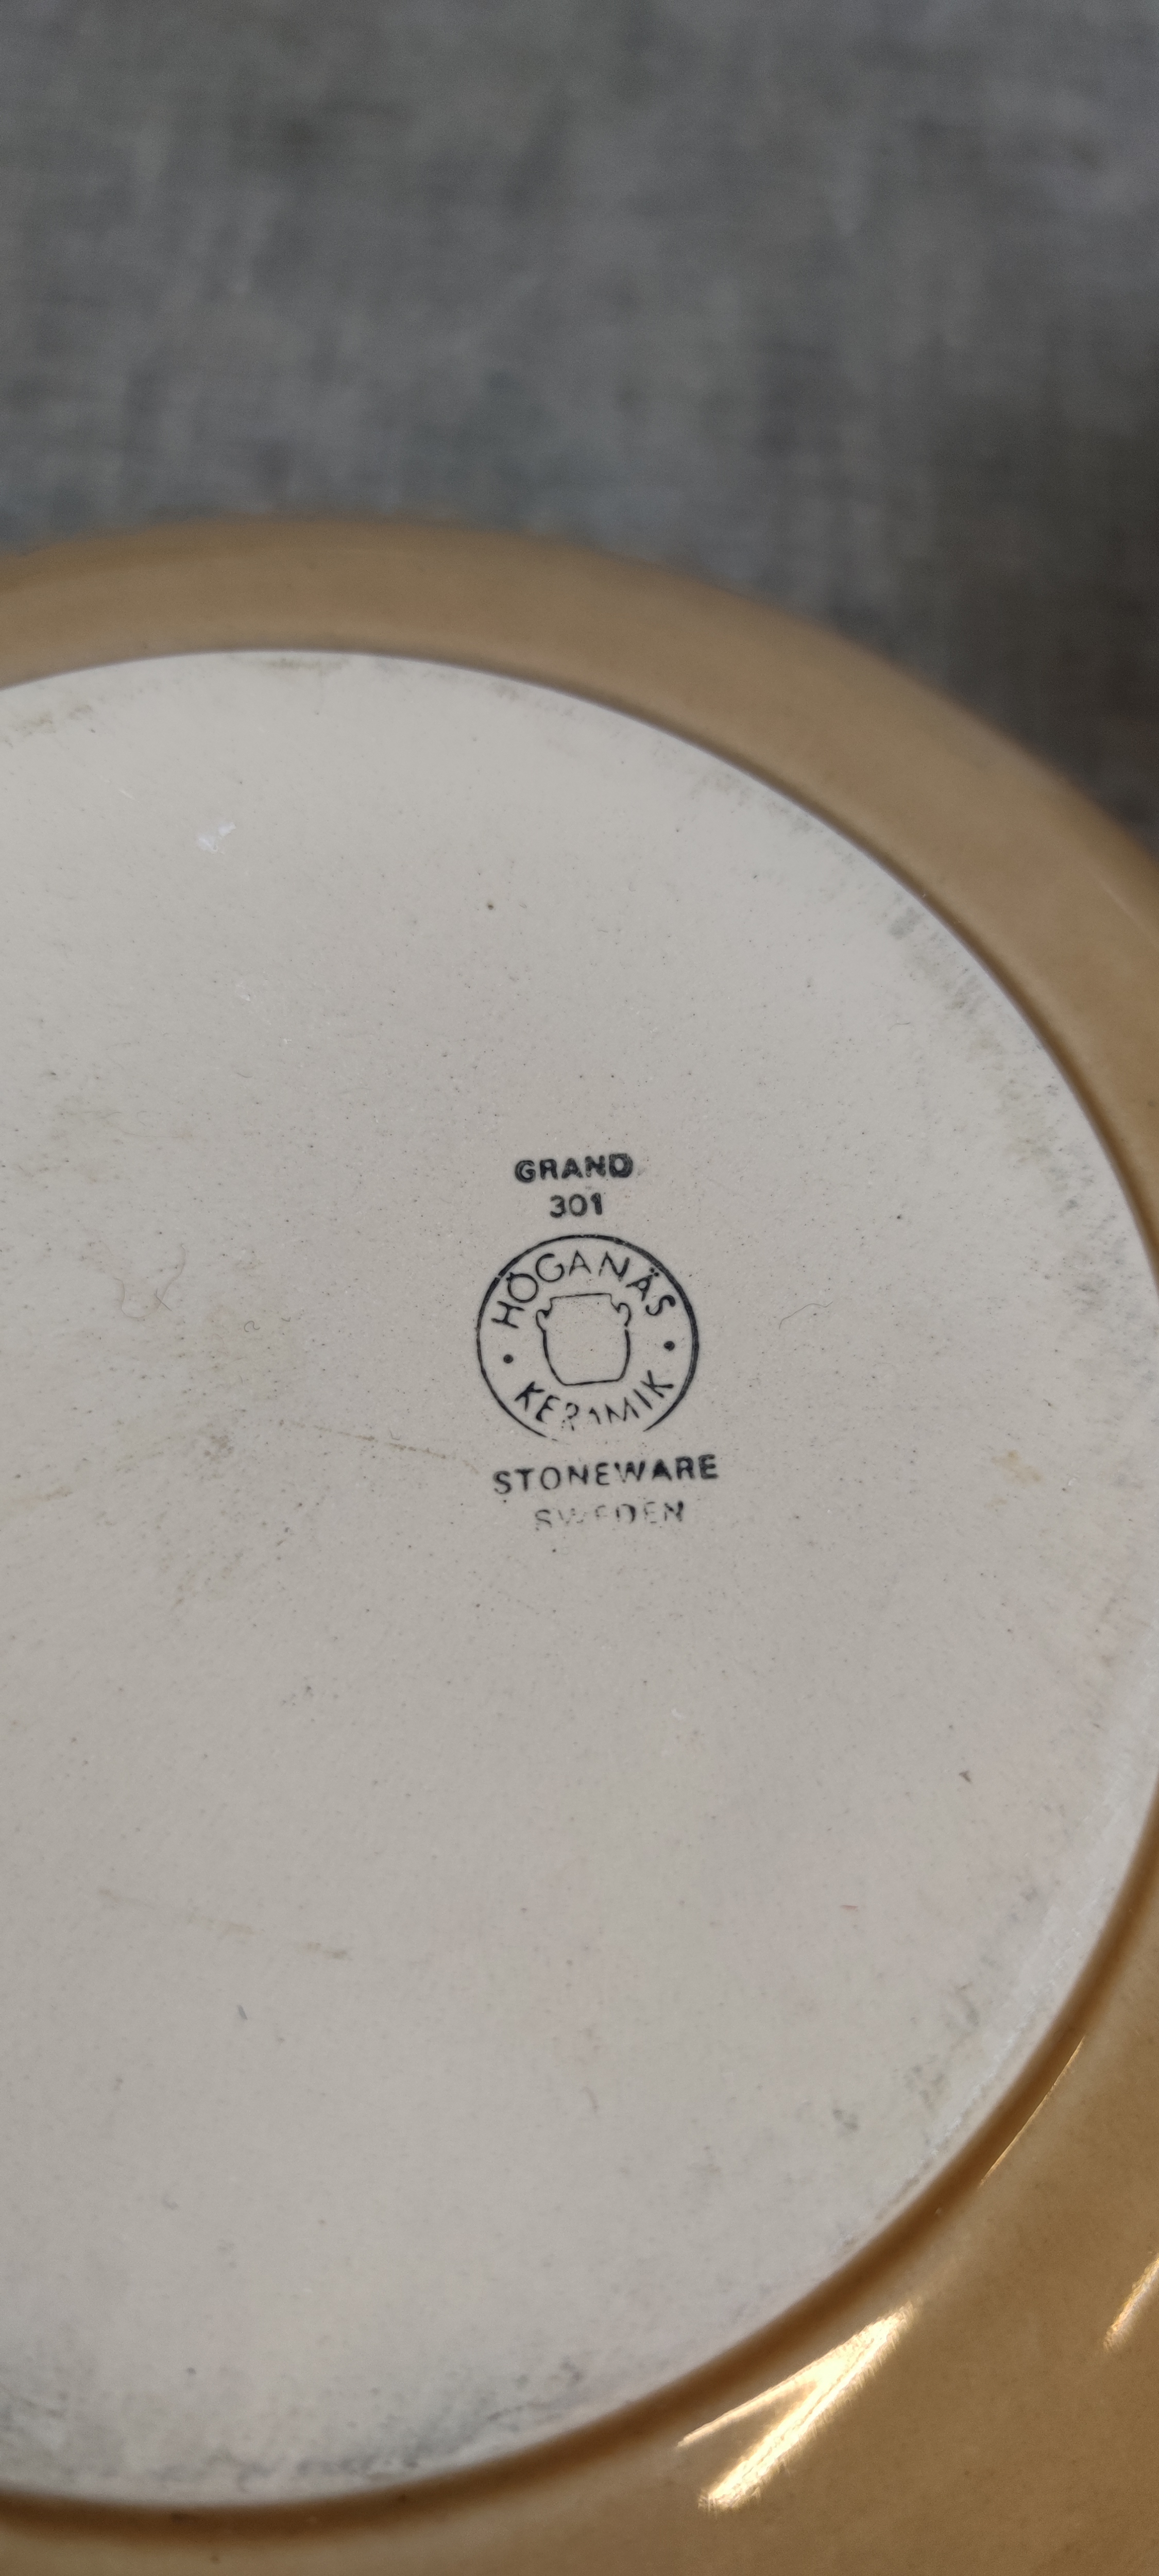 GRAND
301
HÖGANÄS
KERAMIK
STONEWARE
SWEDEN